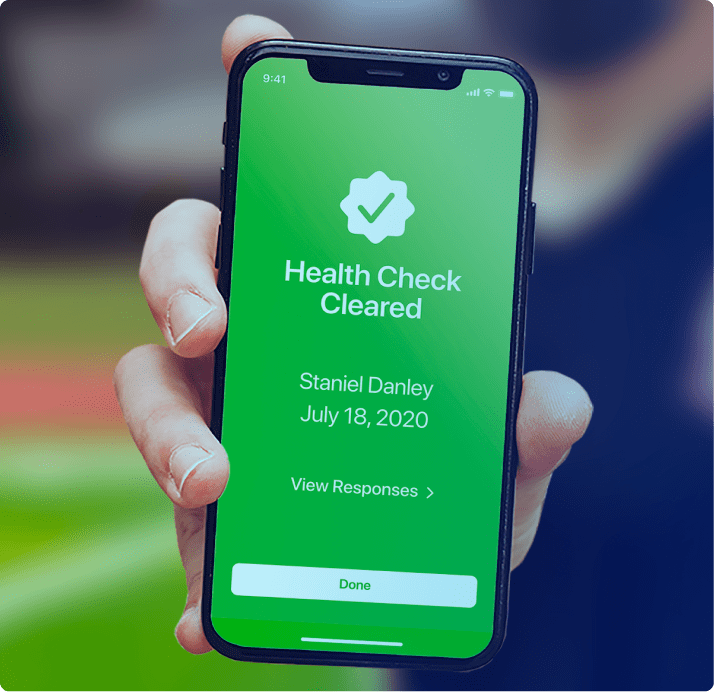 9:41
Health Check
Cleared
Staniel Danley
July 18, 2020
View Responses
Done